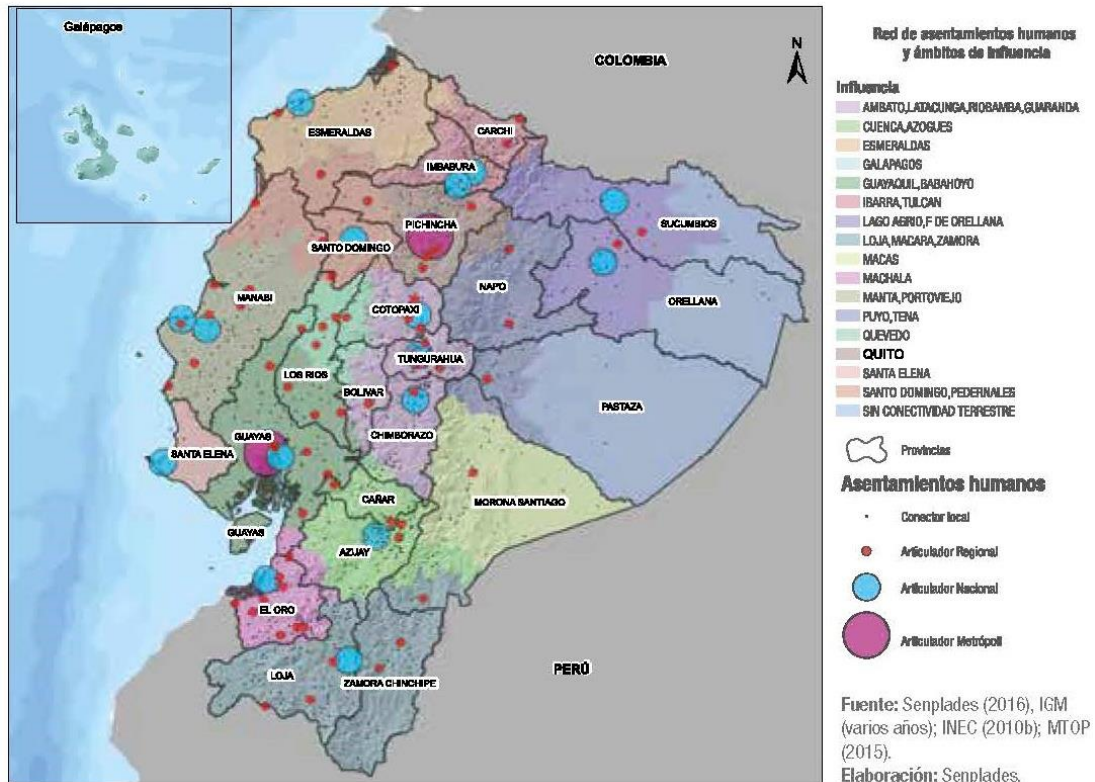 Galápagos
N
COLOMBIA
ESMERALDAS
CARCHI
IMBABURA
PICHINCHA
SUCUMBIOS
SANTO DOMINGO
NAPO
ORELLANA
MANABI
COTOPAXI
TUNGURAHUA
LOS RIOS
BOLIVAR
PASTAZA
CHIMBORAZO
GUAYAS
SANTA ELENA
MORONA SANTIAGO
CAÑAR
GUAYAS
AZUAY
EL ORO
PERÚ
LOJA
ZAMORA CHINCHIPE
Red de asentamientos humanos
y ámbitos de influencia
Influencia
AMBATO,LATACUNGA,RIOBAMBA,GUARANDA
CUENCA,AZOGUES
ESMERALDAS
GALAPAGOS
GUAYAQUIL,BABAHOYO
IBARRA,TULCAN
LAGO AGRIO,F DE ORELLANA
LOJA,MACARA,ZAMORA
MACAS
MACHALA
MANTA,PORTOVIEJO
PUYO,TENA
QUEVEDO
QUITO
SANTA ELENA
SANTO DOMINGO,PEDERNALES
SIN CONECTIVIDAD TERRESTRE
Provincias
Asentamientos humanos
Conector local
Articulador Regional
Articulador Nacional
Articulador Metrópoli
Fuente: Senplades (2016), IGM
(varios años); INEC (2010b); MTOP
(2015).
Elaboración: Senplades.